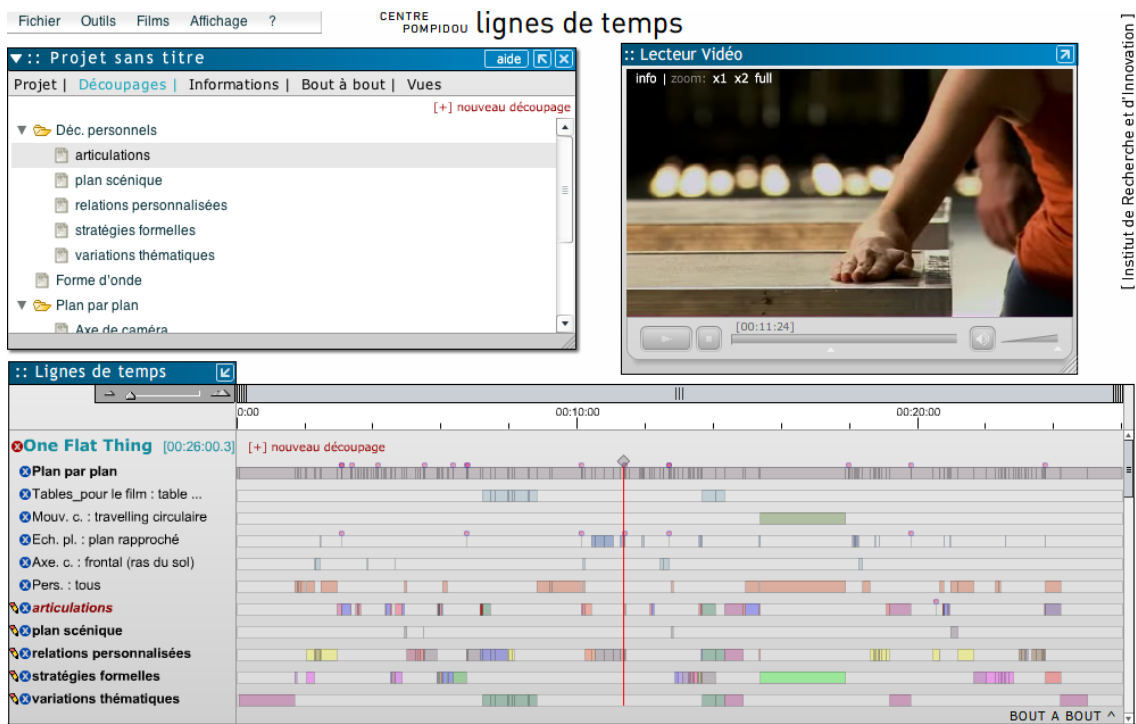 Fichier Outils Films Affichage ?
CENTRE POMPIDOU lignes de temps
[ Institut de Recherche et d'Innovation ]
:: Projet sans titre aide
Projet | Découpages | Informations | Bout à bout | Vues
[+] nouveau découpage
Déc. personnels
articulations
plan scénique
relations personnalisées
stratégies formelles
variations thématiques
Forme d'onde
Plan par plan
Axe de caméra
:: Lecteur Vidéo
info | zoom: x1 x2 full
[00:11:24]
:: Lignes de temps
0:00 00:10:00 00:20:00
One Flat Thing [00:26:00.3] [+] nouveau découpage
Plan par plan
Tables_pour le film : table ...
Mouv. c. : travelling circulaire
Ech. pl. : plan rapproché
Axe. c. : frontal (ras du sol)
Pers. : tous
articulations
plan scénique
relations personnalisées
stratégies formelles
variations thématiques
BOUT A BOUT ^